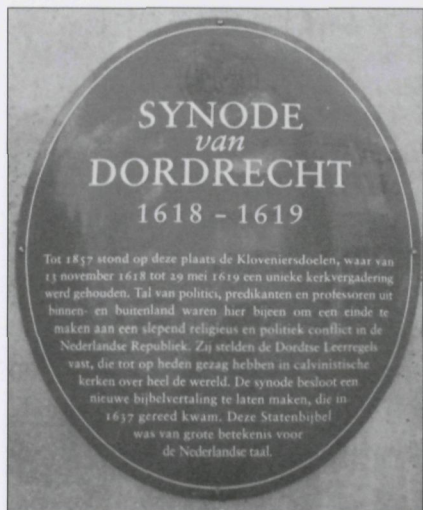 SYNODE
van
DORDRECHT
1618 – 1619
Tot 1857 stond op deze plaats de Kloveniersdoelen, waar van
13 november 1618 tot 29 mei 1619 een unieke kerkvergadering
werd gehouden. Tal van politici, predikanten en professoren uit
binnen- en buitenland waren hier bijeen om een einde te
maken aan een slepend religieus en politiek conflict in de
Nederlandse Republiek. Zij stelden de Dordtse Leerregels
vast, die tot op heden gezag hebben in calvinistische
kerken over heel de wereld. De synode besloot een
nieuwe bijbelvertaling te laten maken, die in
1637 gereed kwam. Deze Statenbijbel
was van grote betekenis voor
de Nederlandse taal.